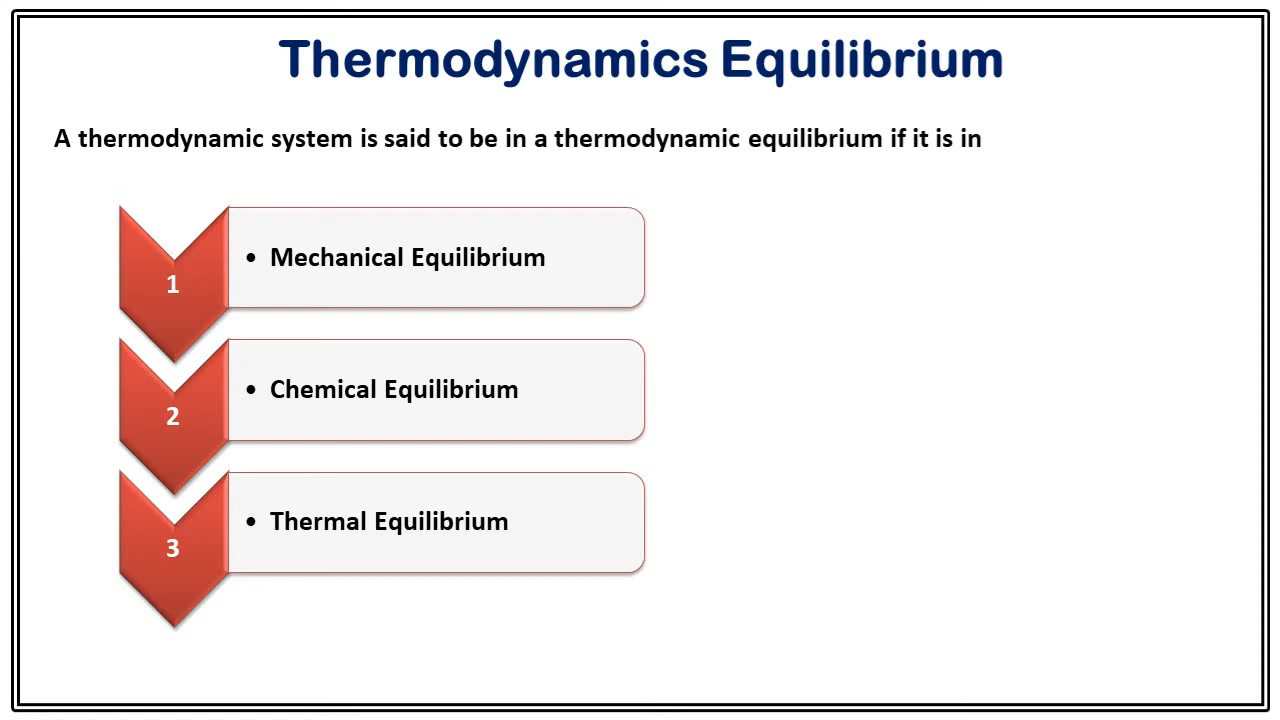 Thermodynamics Equilibrium
A thermodynamic system is said to be in a thermodynamic equilibrium if it is in
1
• Mechanical Equilibrium
2
• Chemical Equilibrium
3
• Thermal Equilibrium